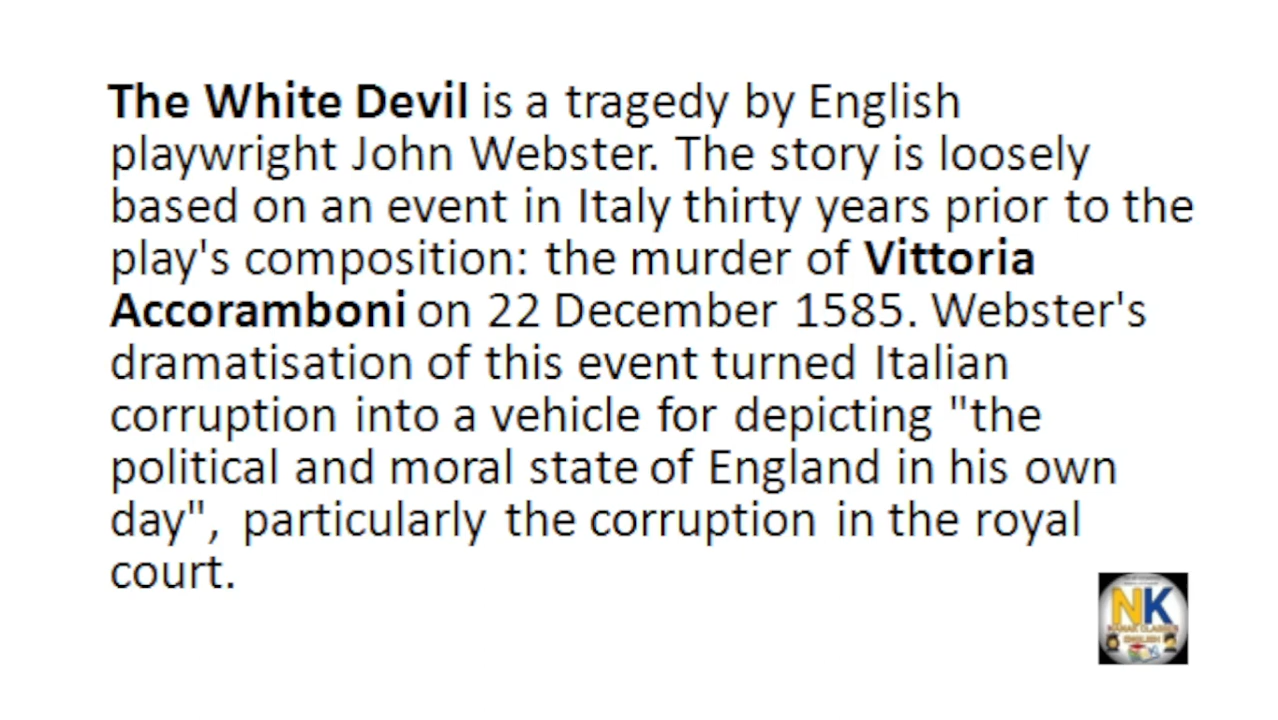 The White Devil is a tragedy by English
playwright John Webster. The story is loosely
based on an event in Italy thirty years prior to the
play's composition: the murder of Vittoria
Accoramboni on 22 December 1585. Webster's
dramatisation of this event turned Italian
corruption into a vehicle for depicting "the
political and moral state of England in his own
day", particularly the corruption in the royal
court.
NK
ENGLISH